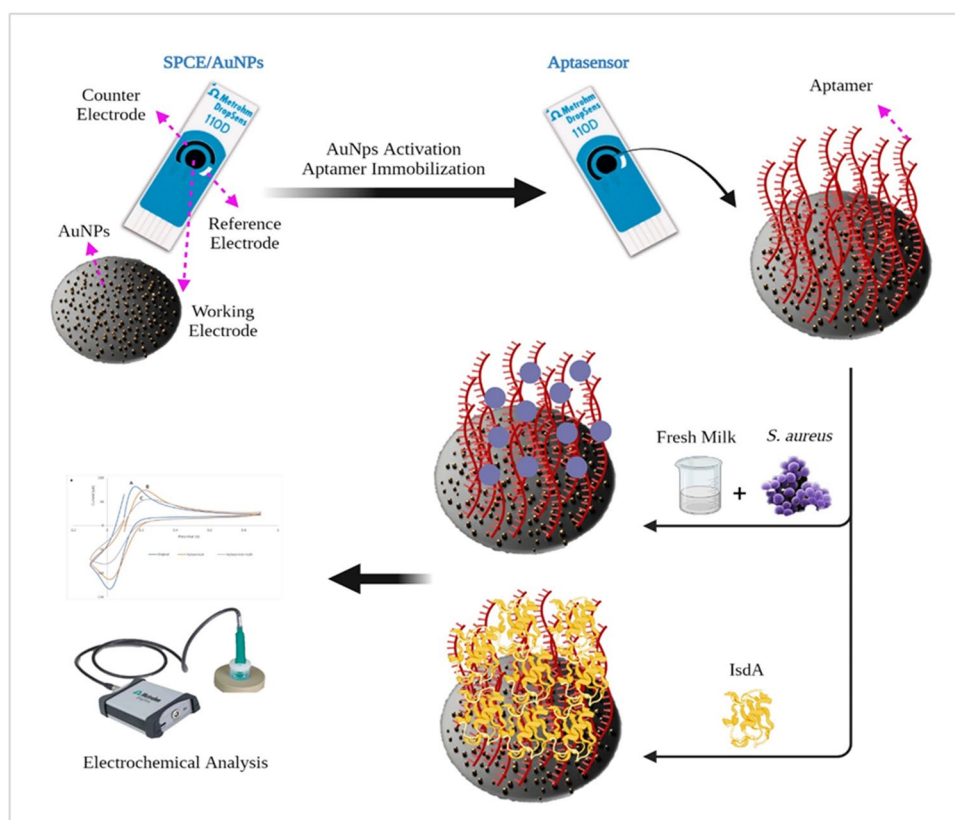 SPCE/AuNPs
Aptasensor
Counter
Electrode
Aptamer
Metrohm
DropSens
110D
AuNps Activation
Aptamer Immobilization
Metrohm
DropSens
110D
AuNPs
Reference
Electrode
Working
Electrode
Fresh Milk
S. aureus
+
A
B
C
IsdA
Metrohm
Electrochemical Analysis